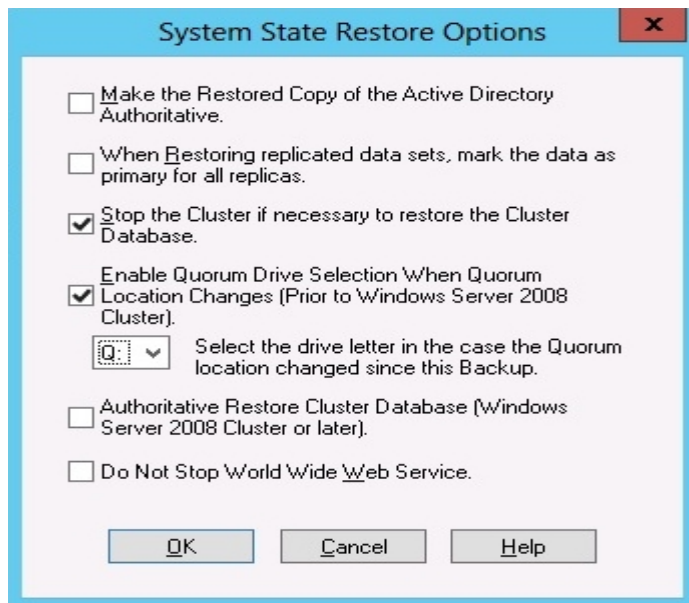 System State Restore Options
x
Make the Restored Copy of the Active Directory
Authoritative.
When Restoring replicated data sets, mark the data as
primary for all replicas.
Stop the Cluster if necessary to restore the Cluster
Database.
Enable Quorum Drive Selection When Quorum
Location Changes (Prior to Windows Server 2008
Cluster).
Q: Select the drive letter in the case the Quorum
location changed since this Backup.
Authoritative Restore Cluster Database (Windows
Server 2008 Cluster or later).
Do Not Stop World Wide Web Service.
OK Cancel Help